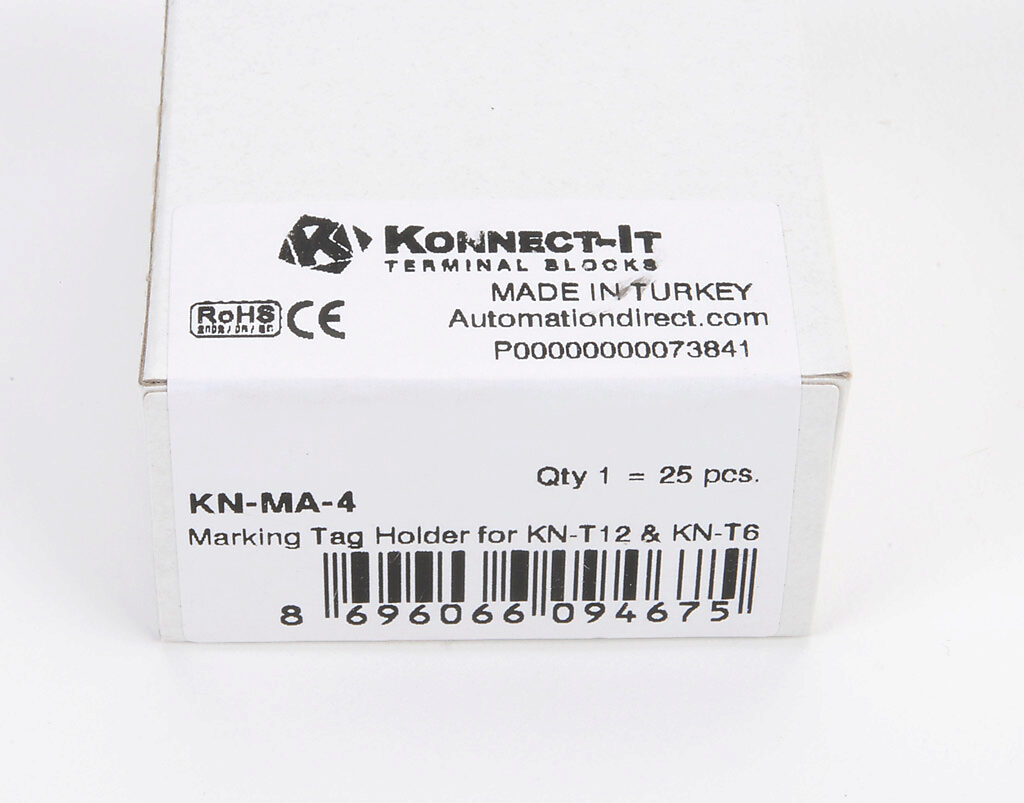 K KONNECT-IT
TERMINAL BLOCKS
MADE IN TURKEY
RoHS CE
Automationdirect.com
P00000000073841
Qty 1 = 25 pcs.
KN-MA-4
Marking Tag Holder for KN-T12 & KN-T6
8 696066 094675